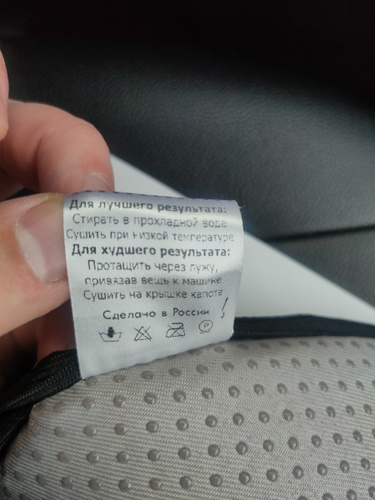 Для лучшего результата:
Стирать в прохладной воде
Сушить при низкой температуре
Для худшего результата:
Протащить через лужу,
привязав вещь к машине
Сушить на крышке капота
Сделано в России !
P